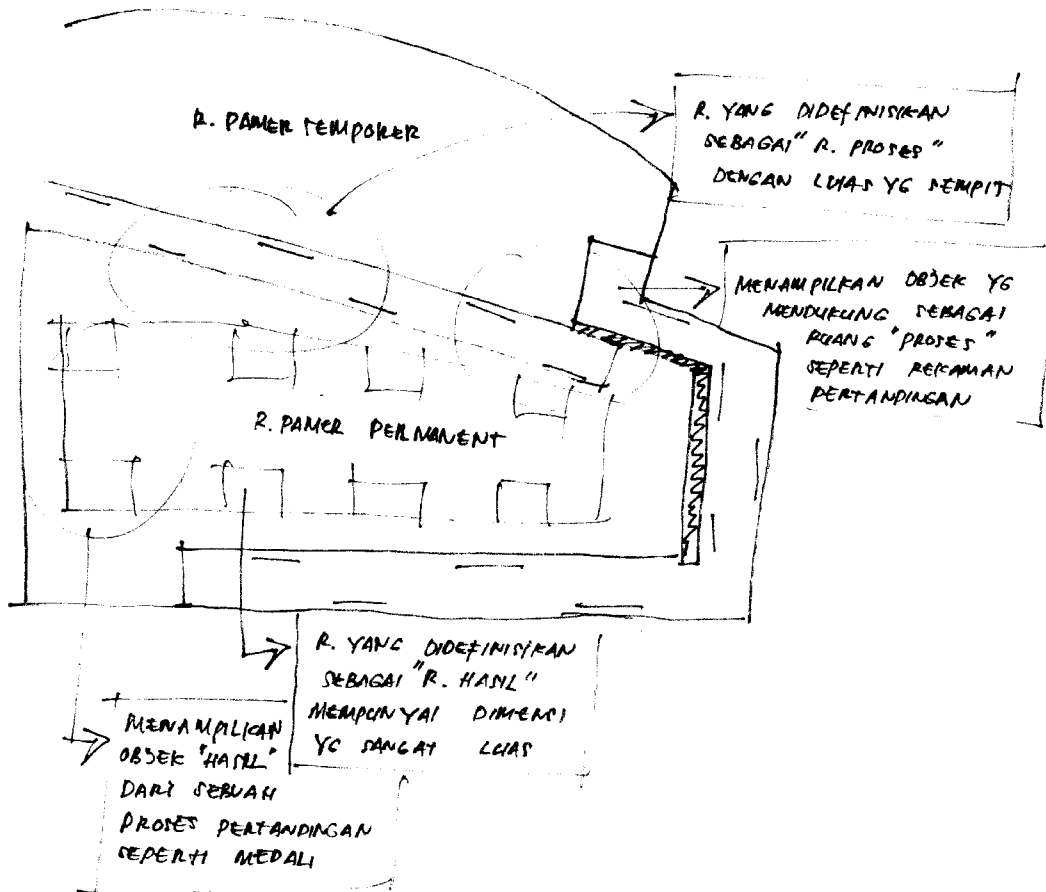 R. PAMER TEMPORER
R. YANG DIDEFINISIKAN
SEBAGAI "R. PROSES"
DENGAN LUAS YG SEMPIT
MENAMPILKAN OBJEK YG
MENDUKUNG SEBAGAI
RUANG "PROSES"
SEPERTI REKAMAN
PERTANDINGAN
R. PAMER PERMANENT
R. YANG DIDEFINISIKAN
SEBAGAI "R. HASIL"
MEMPUNYAI DIMENSI
YG SANGAT LUAS
MENAMPILKAN
OBJEK "HASIL"
DARI SEBUAH
PROSES PERTANDINGAN
SEPERTI MEDALI